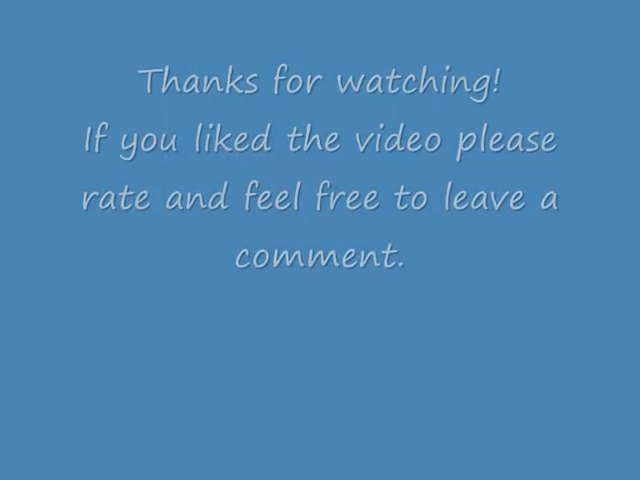 Thanks for watching!
If you liked the video please
rate and feel free to leave a
comment.